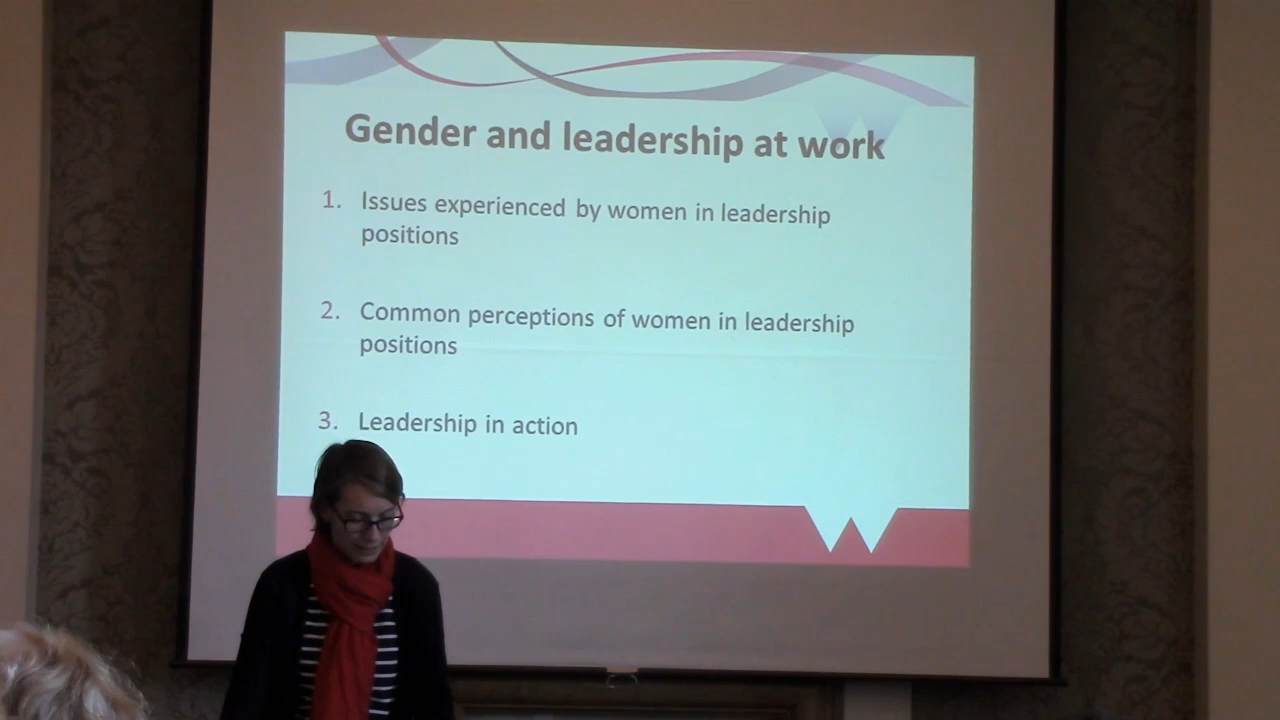 Gender and leadership at work
1. Issues experienced by women in leadership
positions
2. Common perceptions of women in leadership
positions
3. Leadership in action
W